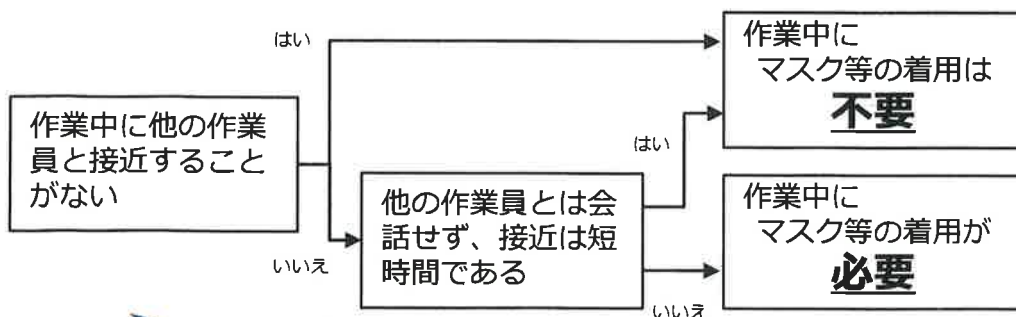 はい
作業中に
マスク等の着用は
不要
作業中に他の作業
員と接近すること
がない
はい
他の作業員とは会
話せず、接近は短
時間である
いいえ
作業中に
マスク等の着用が
必要
いいえ